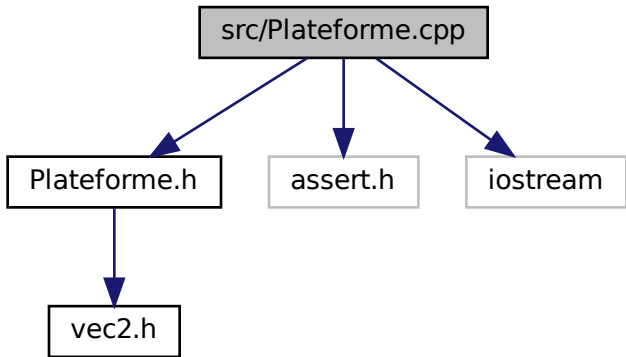 src/Plateforme.cpp
Plateforme.h
assert.h
iostream
vec2.h